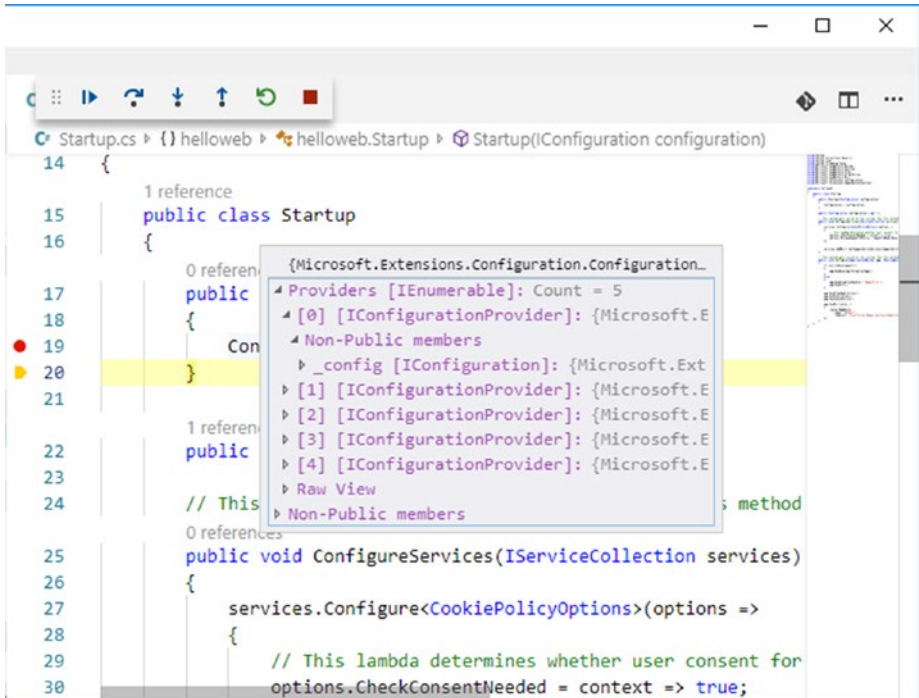 C# Startup.cs {} helloweb helloweb.Startup Startup(IConfiguration configuration)
14 {
1 reference
15 public class Startup
16 {
0 referen
{Microsoft.Extensions.Configuration.Configuration…
17 public
Providers [IEnumerable]: Count = 5
18 {
[0] [IConfigurationProvider]: {Microsoft.E
19 Con
Non-Public members
_config [IConfiguration]: {Microsoft.Ext
20 }
[1] [IConfigurationProvider]: {Microsoft.E
21
[2] [IConfigurationProvider]: {Microsoft.E
1 referen
[3] [IConfigurationProvider]: {Microsoft.E
22 public
[4] [IConfigurationProvider]: {Microsoft.E
23
Raw View
24 // This s method
Non-Public members
0 references
25 public void ConfigureServices(IServiceCollection services)
26 {
27 services.Configure<CookiePolicyOptions>(options =>
28 {
29 // This lambda determines whether user consent for
30 options.CheckConsentNeeded = context => true;